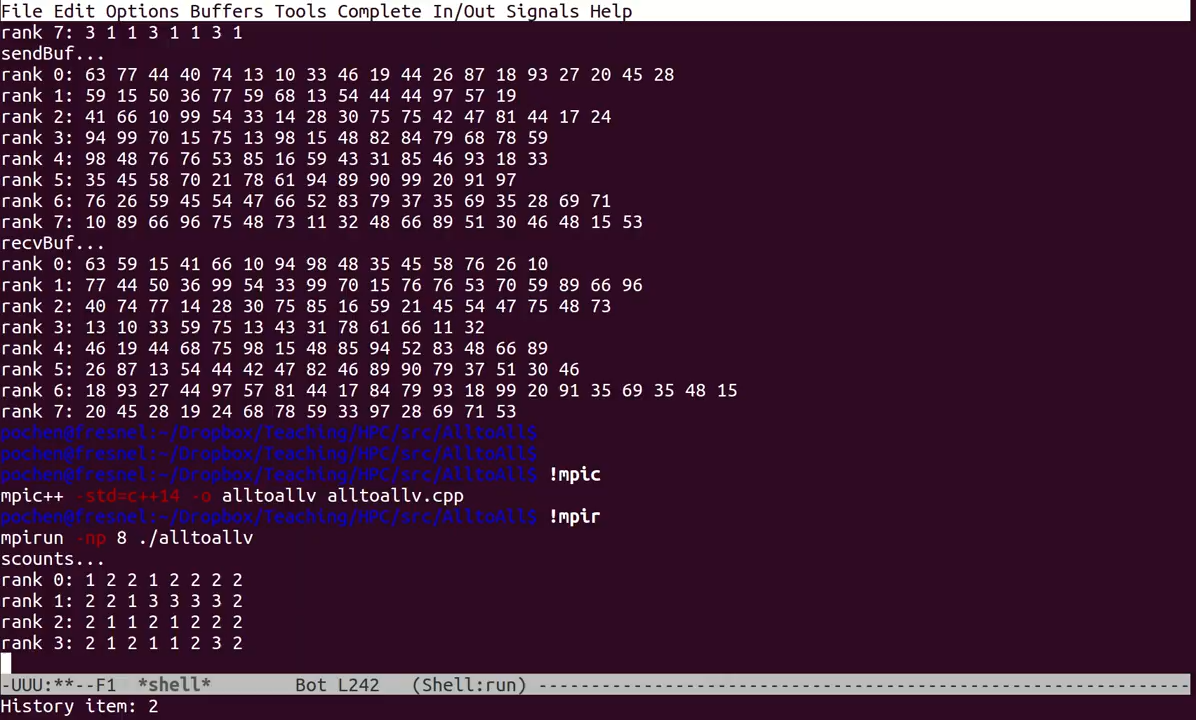 File Edit Options Buffers Tools Complete In/Out Signals Help
rank 7: 3 1 1 3 1 1 3 1
sendBuf...
rank 0: 63 77 44 40 74 13 10 33 46 19 44 26 87 18 93 27 20 45 28
rank 1: 59 15 50 36 77 59 68 13 54 44 44 97 57 19
rank 2: 41 66 10 99 54 33 14 28 30 75 75 42 47 81 44 17 24
rank 3: 94 99 70 15 75 13 98 15 48 82 84 79 68 78 59
rank 4: 98 48 76 76 53 85 16 59 43 31 85 46 93 18 33
rank 5: 35 45 58 70 21 78 61 94 89 90 99 20 91 97
rank 6: 76 26 59 45 54 47 66 52 83 79 37 35 69 35 28 69 71
rank 7: 10 89 66 96 75 48 73 11 32 48 66 89 51 30 46 48 15 53
recvBuf...
rank 0: 63 59 15 41 66 10 94 98 48 35 45 58 76 26 10
rank 1: 77 44 50 36 99 54 33 99 70 15 76 76 53 70 59 89 66 96
rank 2: 40 74 77 14 28 30 75 85 16 59 21 45 54 47 75 48 73
rank 3: 13 10 33 59 75 13 43 31 78 61 66 11 32
rank 4: 46 19 44 68 75 98 15 48 85 94 52 83 48 66 89
rank 5: 26 87 13 54 44 42 47 82 46 89 90 79 37 51 30 46
rank 6: 18 93 27 44 97 57 81 44 17 84 79 93 18 99 20 91 35 69 35 48 15
rank 7: 20 45 28 19 24 68 78 59 33 97 28 69 71 53
pochen@fresnel:~/Dropbox/Teaching/HPC/src/AlltoAll$
pochen@fresnel:~/Dropbox/Teaching/HPC/src/AlltoAll$
pochen@fresnel:~/Dropbox/Teaching/HPC/src/AlltoAll$ !mpic
mpic++ -std=c++14 -o alltoallv alltoallv.cpp
pochen@fresnel:~/Dropbox/Teaching/HPC/src/AlltoAll$ !mpir
mpirun -np 8 ./alltoallv
scounts...
rank 0: 1 2 2 1 2 2 2 2
rank 1: 2 2 1 3 3 3 3 2
rank 2: 2 1 1 2 1 2 2 2
rank 3: 2 1 2 1 1 2 3 2
-UUU:**--F1 *shell* Bot L242 (Shell:run) --------------------------------------------------------------
History item: 2